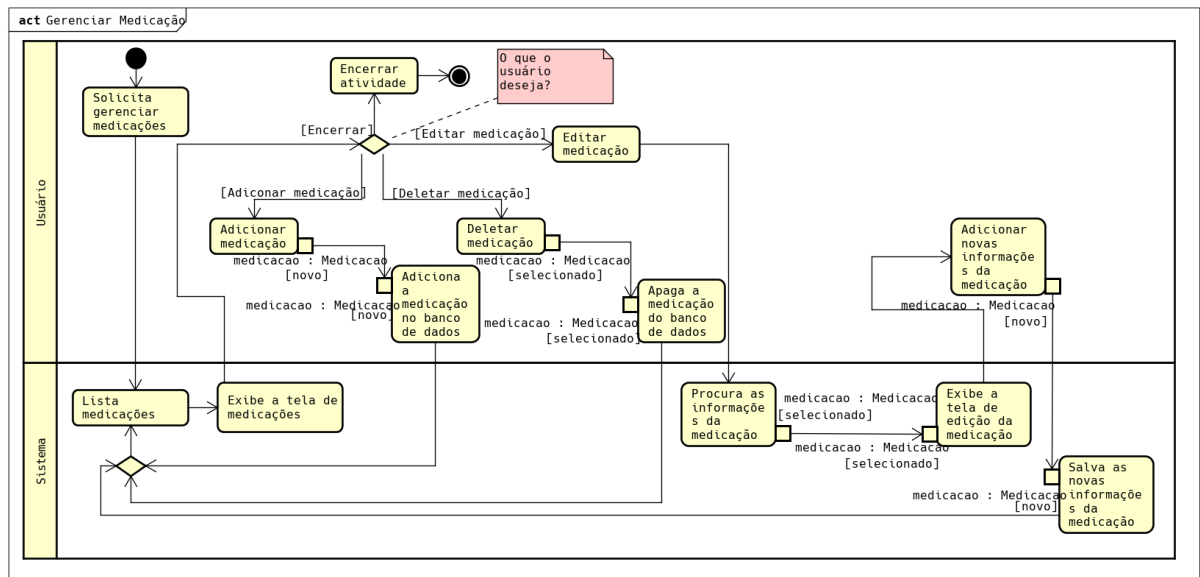 act Gerenciar Medicação
Usuário
Solicita
gerenciar
medicações
Encerrar
atividade
O que o
usuário
deseja?
[Encerrar]
[Editar medicação]
Editar
medicação
[Adiconar medicação]
[Deletar medicação]
Adicionar
medicação
medicacao : Medicacao
[novo]
Deletar
medicação
medicacao : Medicacao
[selecionado]
Adiciona
a
medicação
no banco
de dados
medicacao : Medicacao
[novo]
Apaga a
medicação
do banco
de dados
medicacao : Medicacao
[selecionado]
Adicionar
novas
informaçõe
s da
medicação
medicacao : Medicacao
[novo]
Sistema
Lista
medicações
Exibe a tela de
medicações
Procura as
informaçõe
s da
medicação
medicacao : Medicacao
[selecionado]
medicacao : Medicacao
[selecionado]
Exibe a
tela de
edição da
medicação
Salva as
novas
informaçõe
s da
medicação
medicacao : Medicacao
[novo]